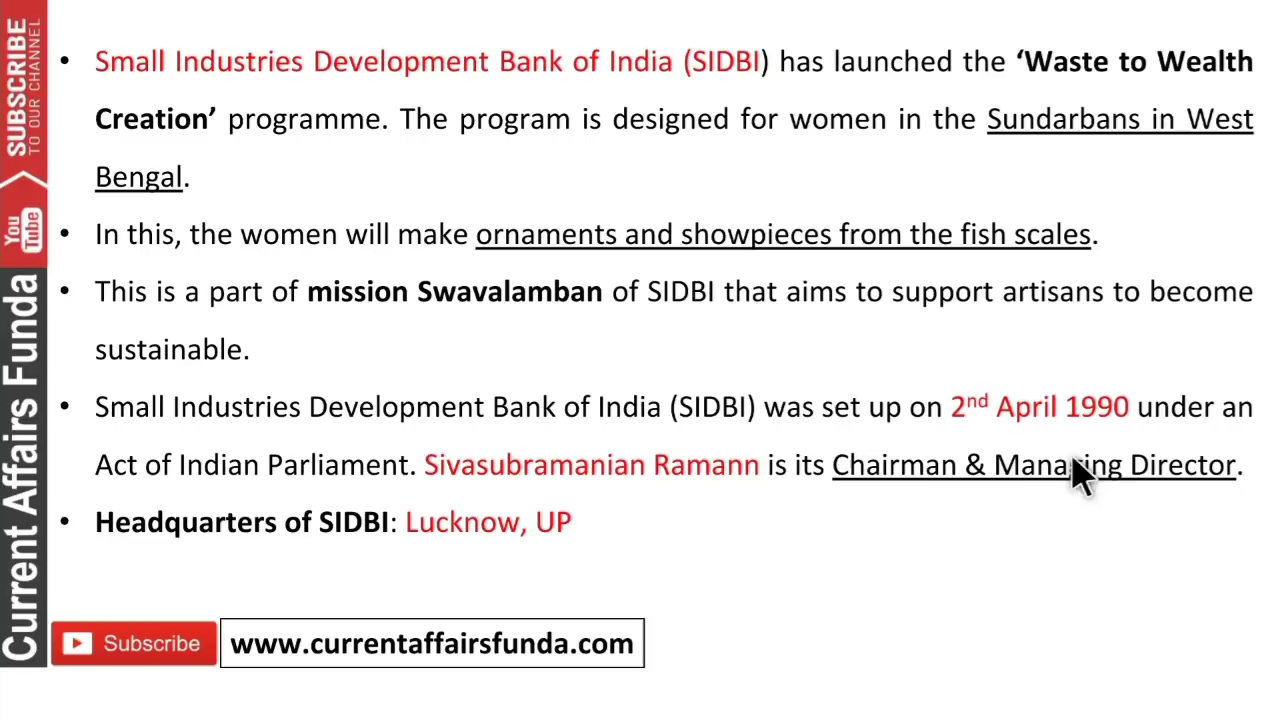 SUBSCRIBE
TO OUR CHANNEL
You
Tube
Current Affairs Funda
• Small Industries Development Bank of India (SIDBI) has launched the ‘Waste to Wealth
Creation’ programme. The program is designed for women in the Sundarbans in West
Bengal.
• In this, the women will make ornaments and showpieces from the fish scales.
• This is a part of mission Swavalamban of SIDBI that aims to support artisans to become
sustainable.
• Small Industries Development Bank of India (SIDBI) was set up on 2nd April 1990 under an
Act of Indian Parliament. Sivasubramanian Ramann is its Chairman & Managing Director.
• Headquarters of SIDBI: Lucknow, UP
Subscribe
www.currentaffairsfunda.com